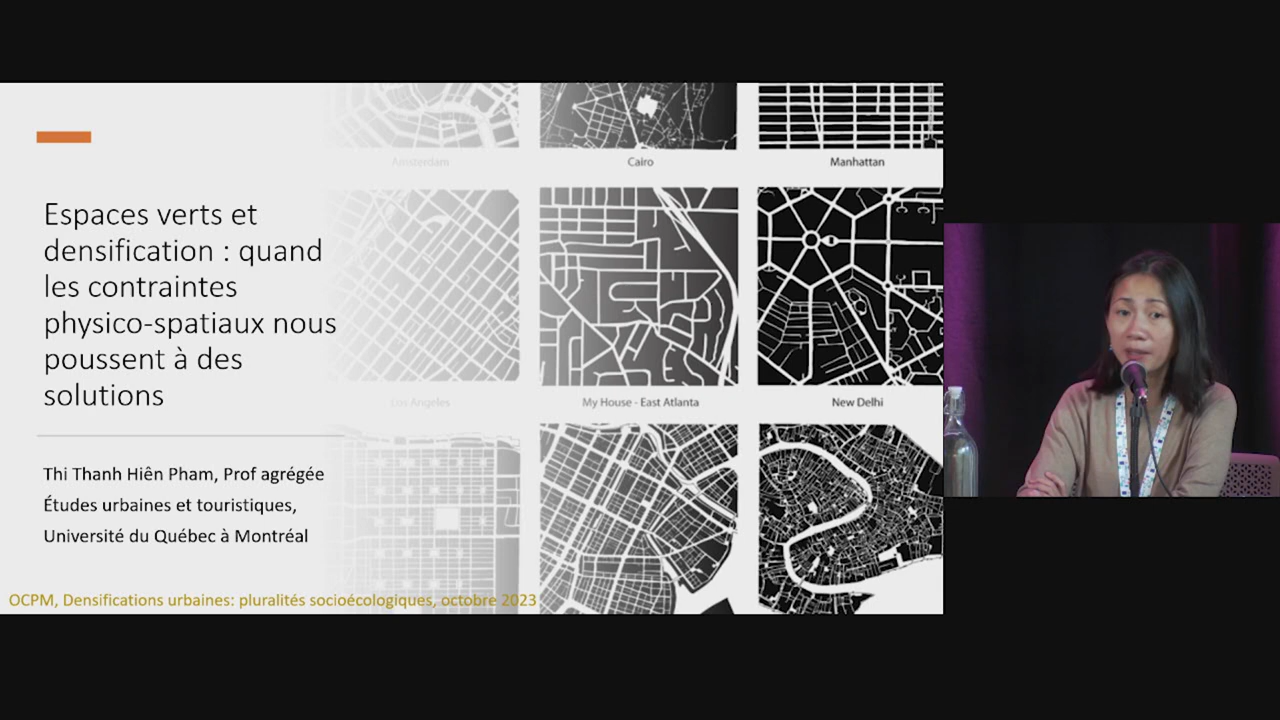 Amsterdam
Cairo
Manhattan
Espaces verts et
densification : quand
les contraintes
physico-spatiaux nous
poussent à des
solutions
Los Angeles
My House - East Atlanta
New Delhi
Thi Thanh Hiên Pham, Prof agrégée
Études urbaines et touristiques,
Université du Québec à Montréal
OCPM, Densifications urbaines: pluralités socioécologiques, octobre 2023